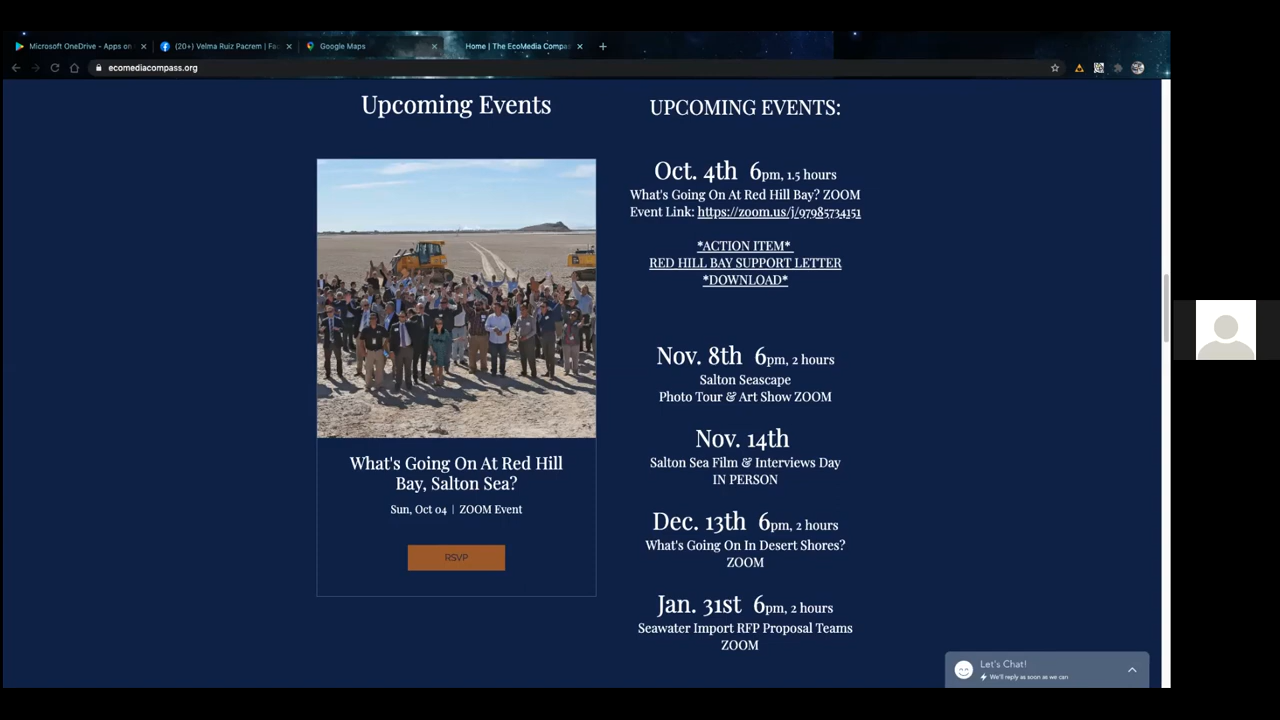 Microsoft OneDrive - Apps on
(20+) Velma Ruiz Pacrem | Fac
Google Maps
Home | The EcoMedia Compas
ecomediacompass.org
Upcoming Events
What's Going On At Red Hill
Bay, Salton Sea?
Sun, Oct 04 | ZOOM Event
RSVP
UPCOMING EVENTS:
Oct. 4th 6pm, 1.5 hours
What's Going On At Red Hill Bay? ZOOM
Event Link: https://zoom.us/j/97985734151
*ACTION ITEM*
RED HILL BAY SUPPORT LETTER
*DOWNLOAD*
Nov. 8th 6pm, 2 hours
Salton Seascape
Photo Tour & Art Show ZOOM
Nov. 14th
Salton Sea Film & Interviews Day
IN PERSON
Dec. 13th 6pm, 2 hours
What's Going On In Desert Shores?
ZOOM
Jan. 31st 6pm, 2 hours
Seawater Import RFP Proposal Teams
ZOOM
Let's Chat!
We'll reply as soon as we can